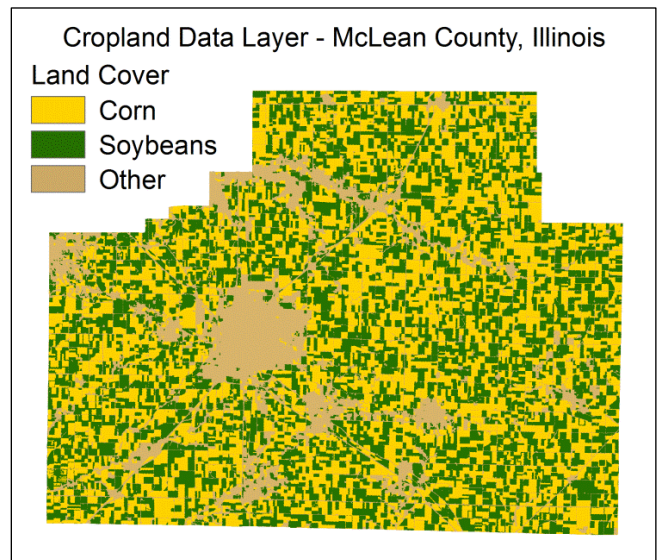 Cropland Data Layer - McLean County, Illinois
Land Cover
Corn
Soybeans
Other